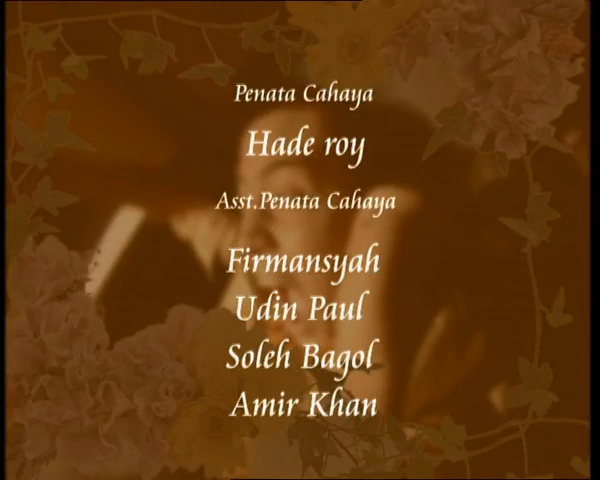 Penata Cahaya
Hade roy
Asst.Penata Cahaya
Firmansyah
Udin Paul
Soleh Bagol
Amir Khan